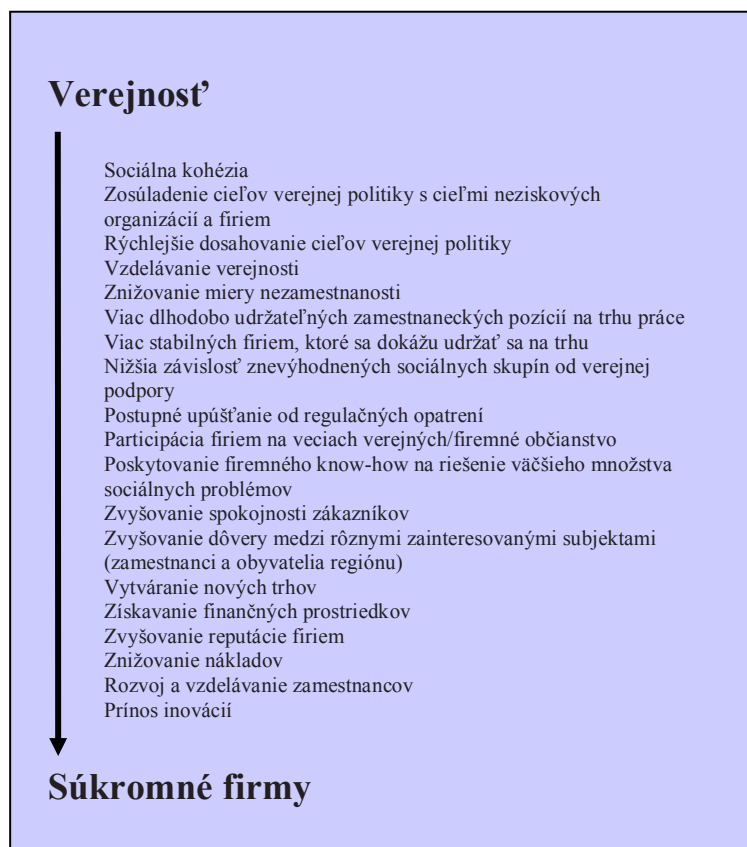 Verejnosť
Sociálna kohézia
Zosúladenie cieľov verejnej politiky s cieľmi neziskových
organizácií a firiem
Rýchlejšie dosahovanie cieľov verejnej politiky
Vzdelávanie verejnosti
Znižovanie miery nezamestnanosti
Viac dlhodobo udržateľných zamestnaneckých pozícií na trhu práce
Viac stabilných firiem, ktoré sa dokážu udržať sa na trhu
Nižšia závislosť znevýhodnených sociálnych skupín od verejnej
podpory
Postupné upúšťanie od regulačných opatrení
Participácia firiem na veciach verejných/firemné občianstvo
Poskytovanie firemného know-how na riešenie väčšieho množstva
sociálnych problémov
Zvyšovanie spokojnosti zákazníkov
Zvyšovanie dôvery medzi rôznymi zainteresovanými subjektami
(zamestnanci a obyvatelia regiónu)
Vytváranie nových trhov
Získavanie finančných prostriedkov
Zvyšovanie reputácie firiem
Znižovanie nákladov
Rozvoj a vzdelávanie zamestnancov
Prínos inovácií
Súkromné firmy